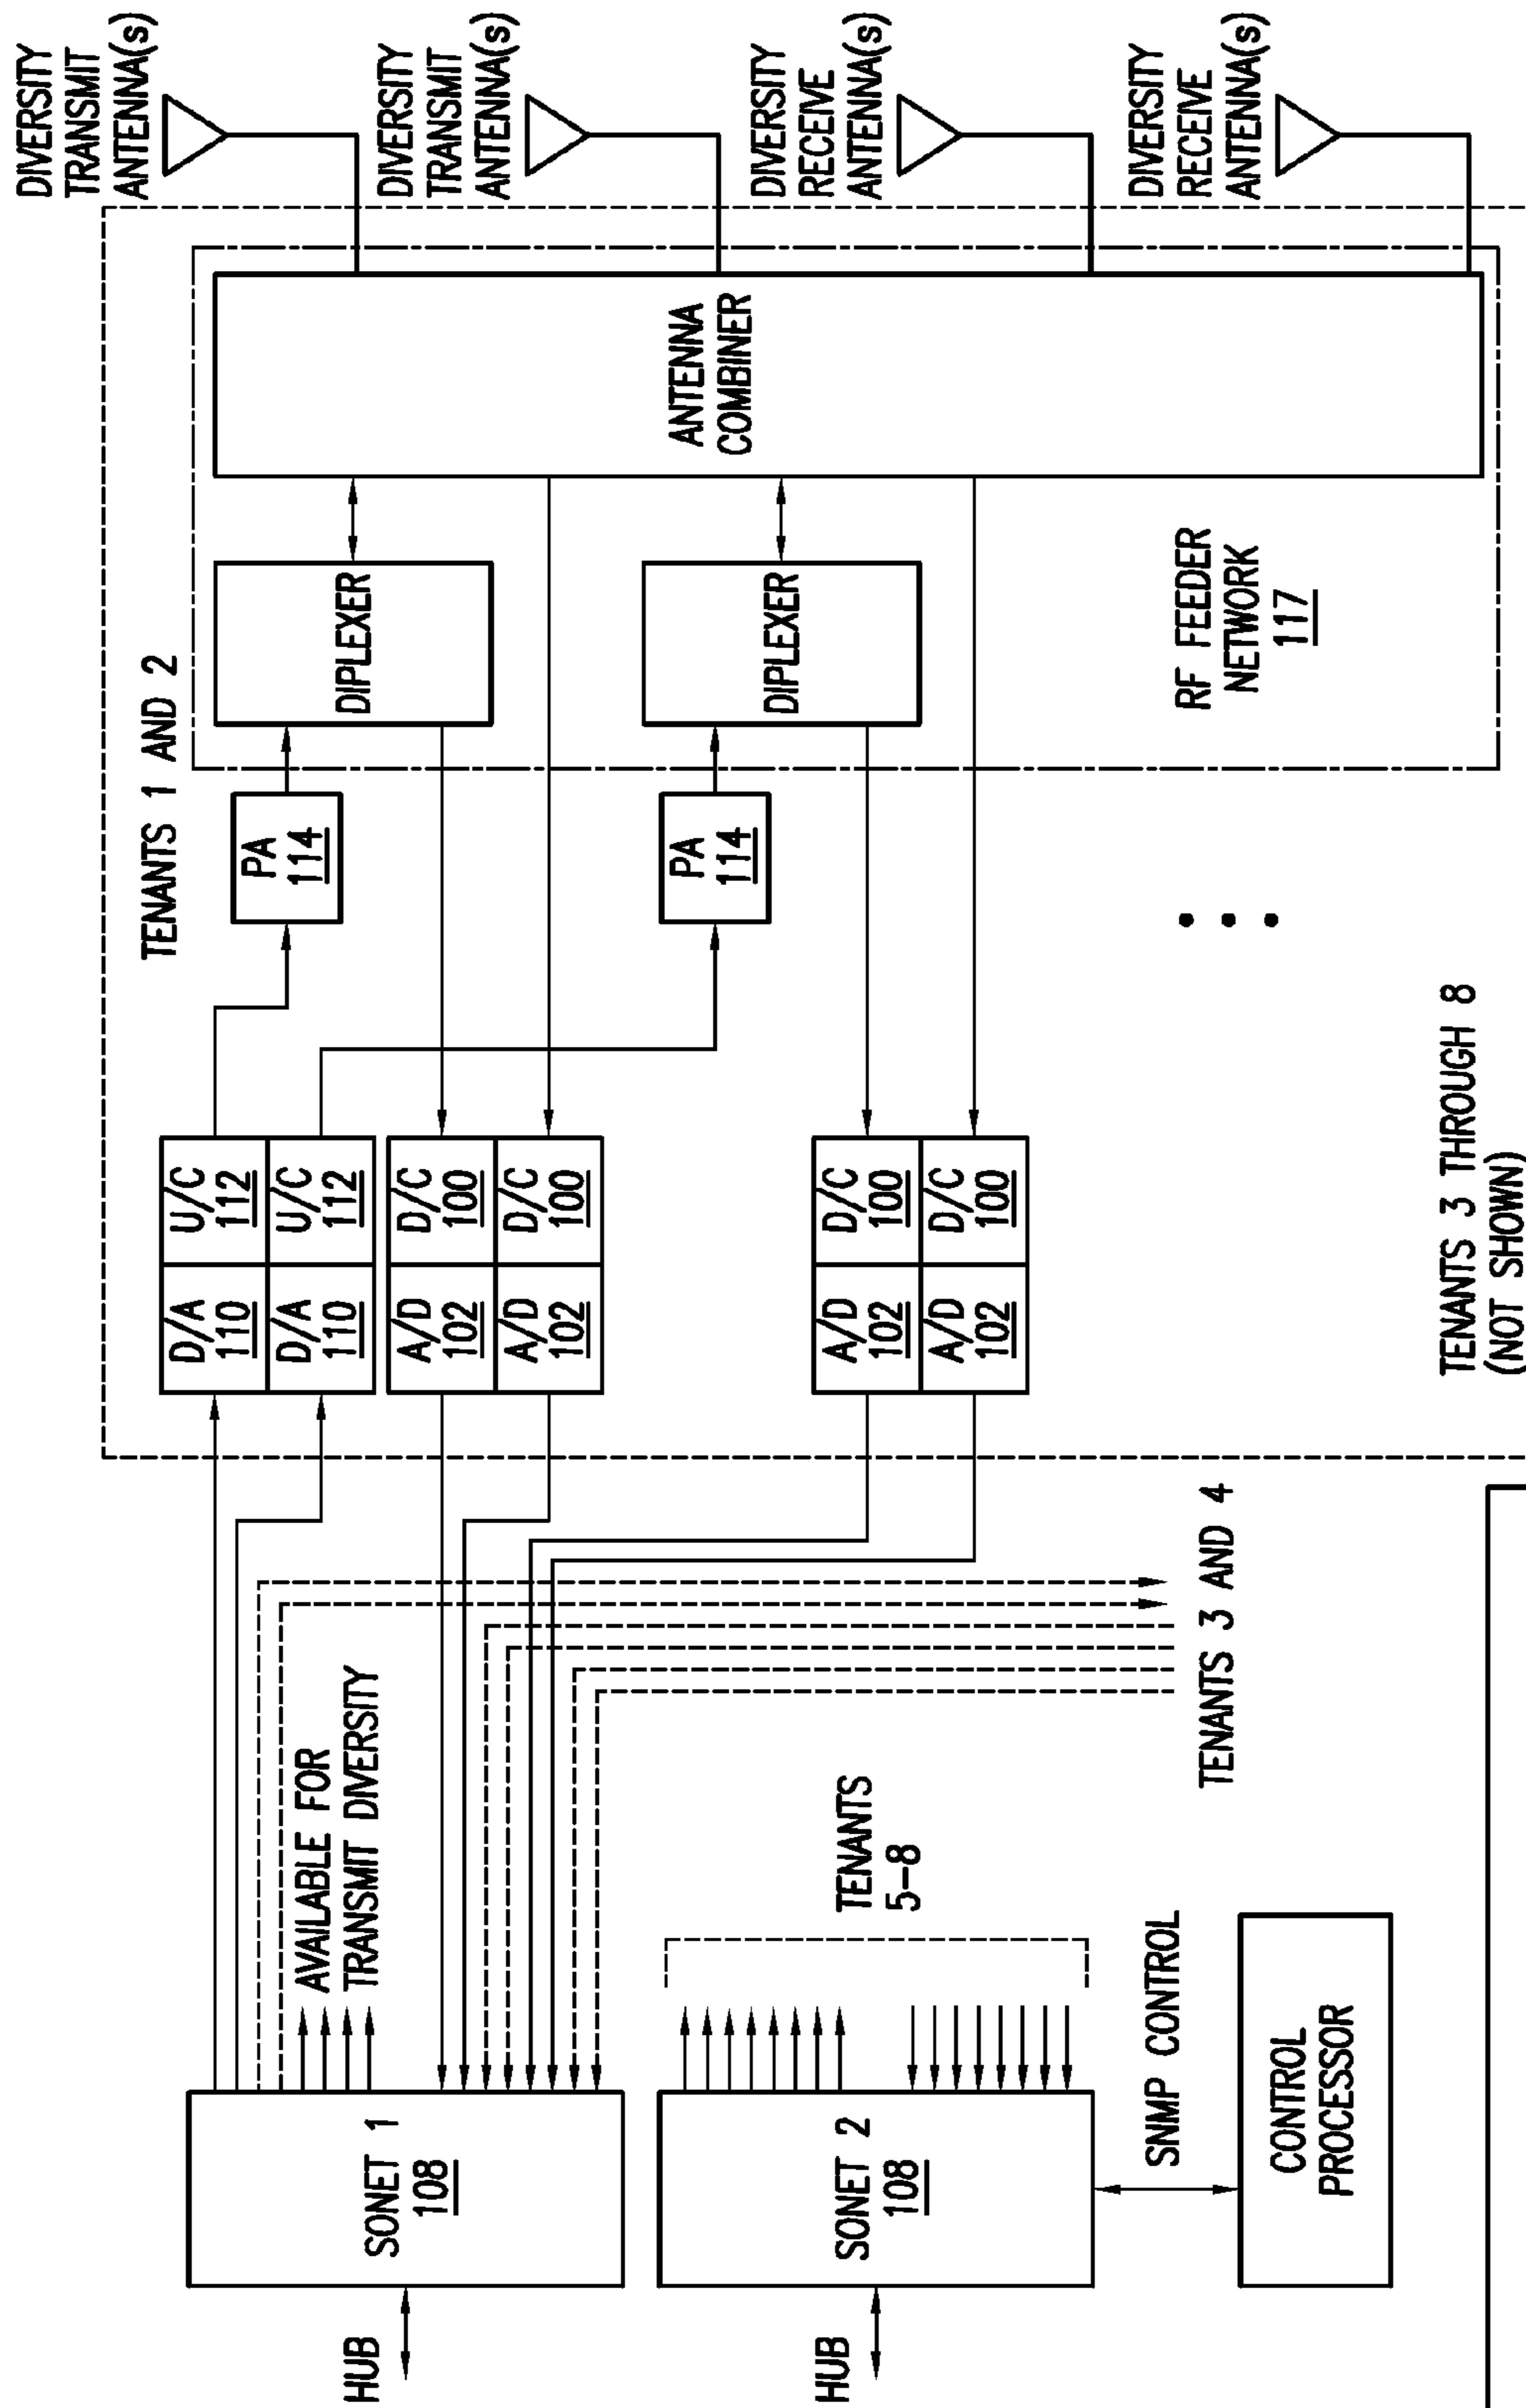 DIVERSITY
TRANSMIT
ANTENNA(s)
DIVERSITY
TRANSMIT
ANTENNA(s)
DIVERSITY
RECEIVE
ANTENNA(s)
DIVERSITY
RECEIVE
ANTENNA(s)
TENANTS 1 AND 2
ANTENNA
COMBINER
DIPLEXER
DIPLEXER
RF FEEDER
NETWORK
117
PA
114
PA
114
U/C
112
U/C
112
D/C
100
D/C
100
D/C
100
D/C
100
D/A
110
D/A
110
A/D
102
A/D
102
A/D
102
A/D
102
TENANTS 3 THROUGH 8
(NOT SHOWN)
AVAILABLE FOR
TRANSMIT DIVERSITY
TENANTS 3 AND 4
TENANTS
5-8
SONET 1
108
SONET 2
108
SNMP CONTROL
CONTROL
PROCESSOR
HUB
HUB